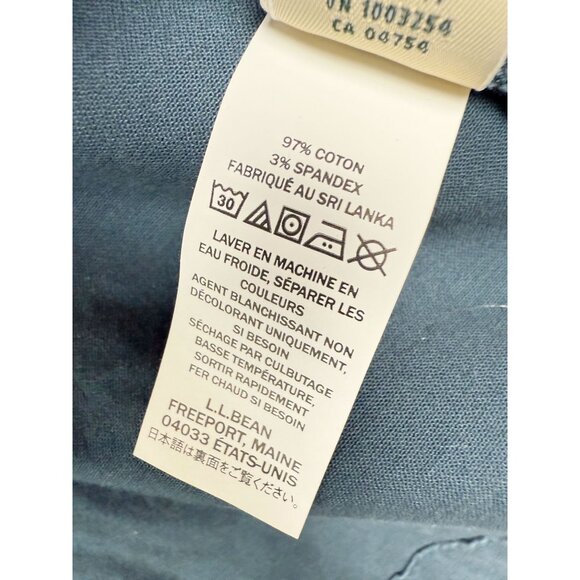 UN 1003254
CA 04754
97% COTON
3% SPANDEX
FABRIQUÉ AU SRI LANKA
30
LAVER EN MACHINE EN
EAU FROIDE, SÉPARER LES
COULEURS
AGENT BLANCHISSANT NON
DÉCOLORANT UNIQUEMENT,
SI BESOIN
SÉCHAGE PAR CULBUTAGE
BASSE TEMPÉRATURE,
SORTIR RAPIDEMENT
FER CHAUD SI BESOIN
L.L.BEAN
FREEPORT, MAINE
04033 ÉTATS-UNIS
日本語は裏面をご覧ください。